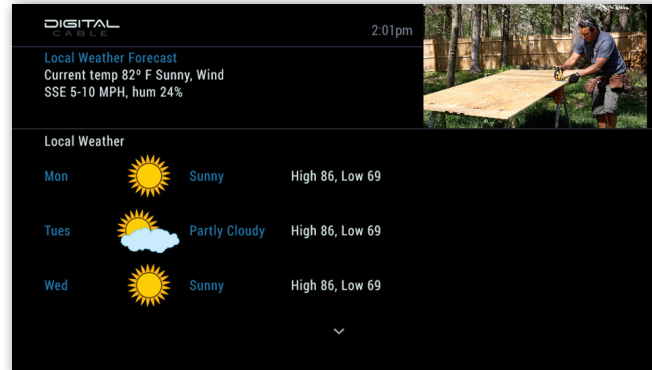 DIGITAL
CABLE
2:01pm
Local Weather Forecast
Current temp 82º F Sunny, Wind
SSE 5-10 MPH, hum 24%
Local Weather
Mon Sunny High 86, Low 69
Tues Partly Cloudy High 86, Low 69
Wed Sunny High 86, Low 69